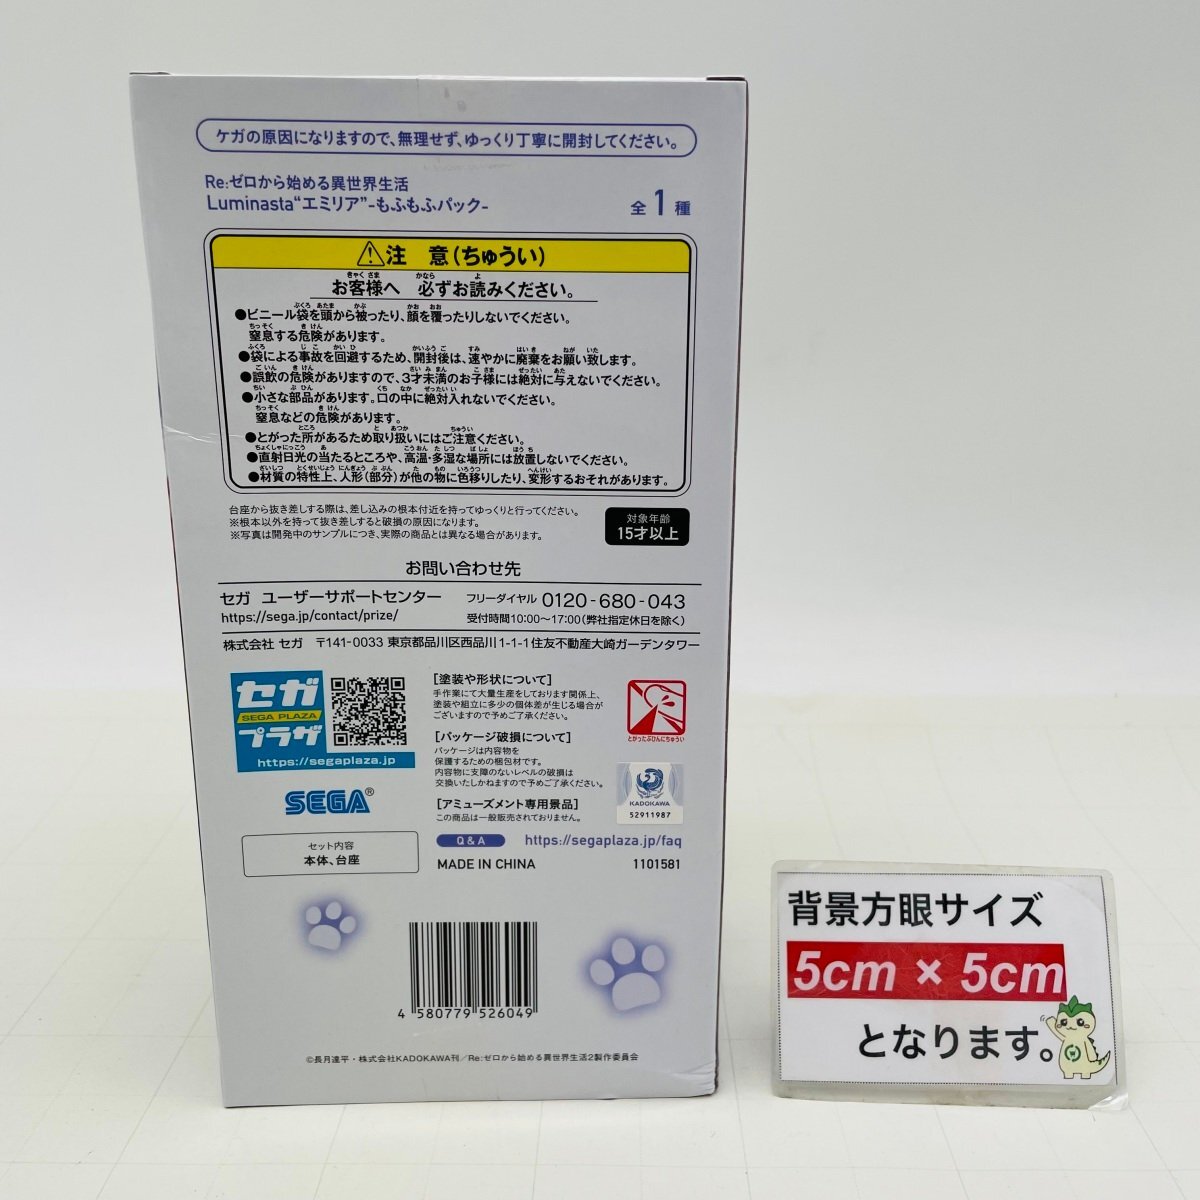 ケガの原因になりますので、無理せず、ゆっくり丁寧に開封してください。
Re:ゼロから始める異世界生活
Luminasta“エミリア”-もふもふパック-
全1種
注 意(ちゅうい)
お客様へ 必ずお読みください。
●ビニール袋を頭から被ったり、顔を覆ったりしないでください。
窒息する危険があります。
●袋による事故を回避するため、開封後は、速やかに廃棄をお願い致します。
●誤飲の危険がありますので、3才未満のお子様には絶対に与えないでください。
●小さな部品があります。口の中に絶対入れないでください。
窒息などの危険があります。
●とがった所があるため取り扱いにはご注意ください。
●直射日光の当たるところや、高温・多湿な場所には放置しないでください。
●材質の特性上、人形(部分)が他の物に色移りしたり、変形するおそれがあります。
台座から抜き差しする際は、差し込みの根本付近を持ってゆっくりと行ってください。
※根本以外を持って抜き差しすると破損の原因になります。
※写真は開発中のサンプルにつき、実際の商品とは異なる場合があります。
対象年齢
15才以上
お問い合わせ先
セガ ユーザーサポートセンター
https://sega.jp/contact/prize/
フリーダイヤル 0120-680-043
受付時間10:00〜17:00(弊社指定休日を除く)
株式会社 セガ 〒141-0033 東京都品川区西品川1-1-1住友不動産大崎ガーデンタワー
セガ
SEGA PLAZA
プラザ
https://segaplaza.jp
SEGA®
セット内容
本体、台座
[塗装や形状について]
手作業にて大量生産をしております関係上、
塗装や組立に多少の個体差が生じる場合が
ございますので予めご了承ください。
[パッケージ破損について]
パッケージは内容物を
保護するための梱包材です。
内容物に支障のないレベルの破損は
交換いたしかねますので予めご了承ください。
[アミューズメント専用景品]
この商品は一般販売されておりません。
とがったぶひんにちゅうい
KADOKAWA
52911987
Q&A https://segaplaza.jp/faq
MADE IN CHINA 1101581
4 580779 526049
©長月達平・株式会社KADOKAWA刊／Re:ゼロから始める異世界生活2製作委員会
背景方眼サイズ
5cm × 5cm
となります。